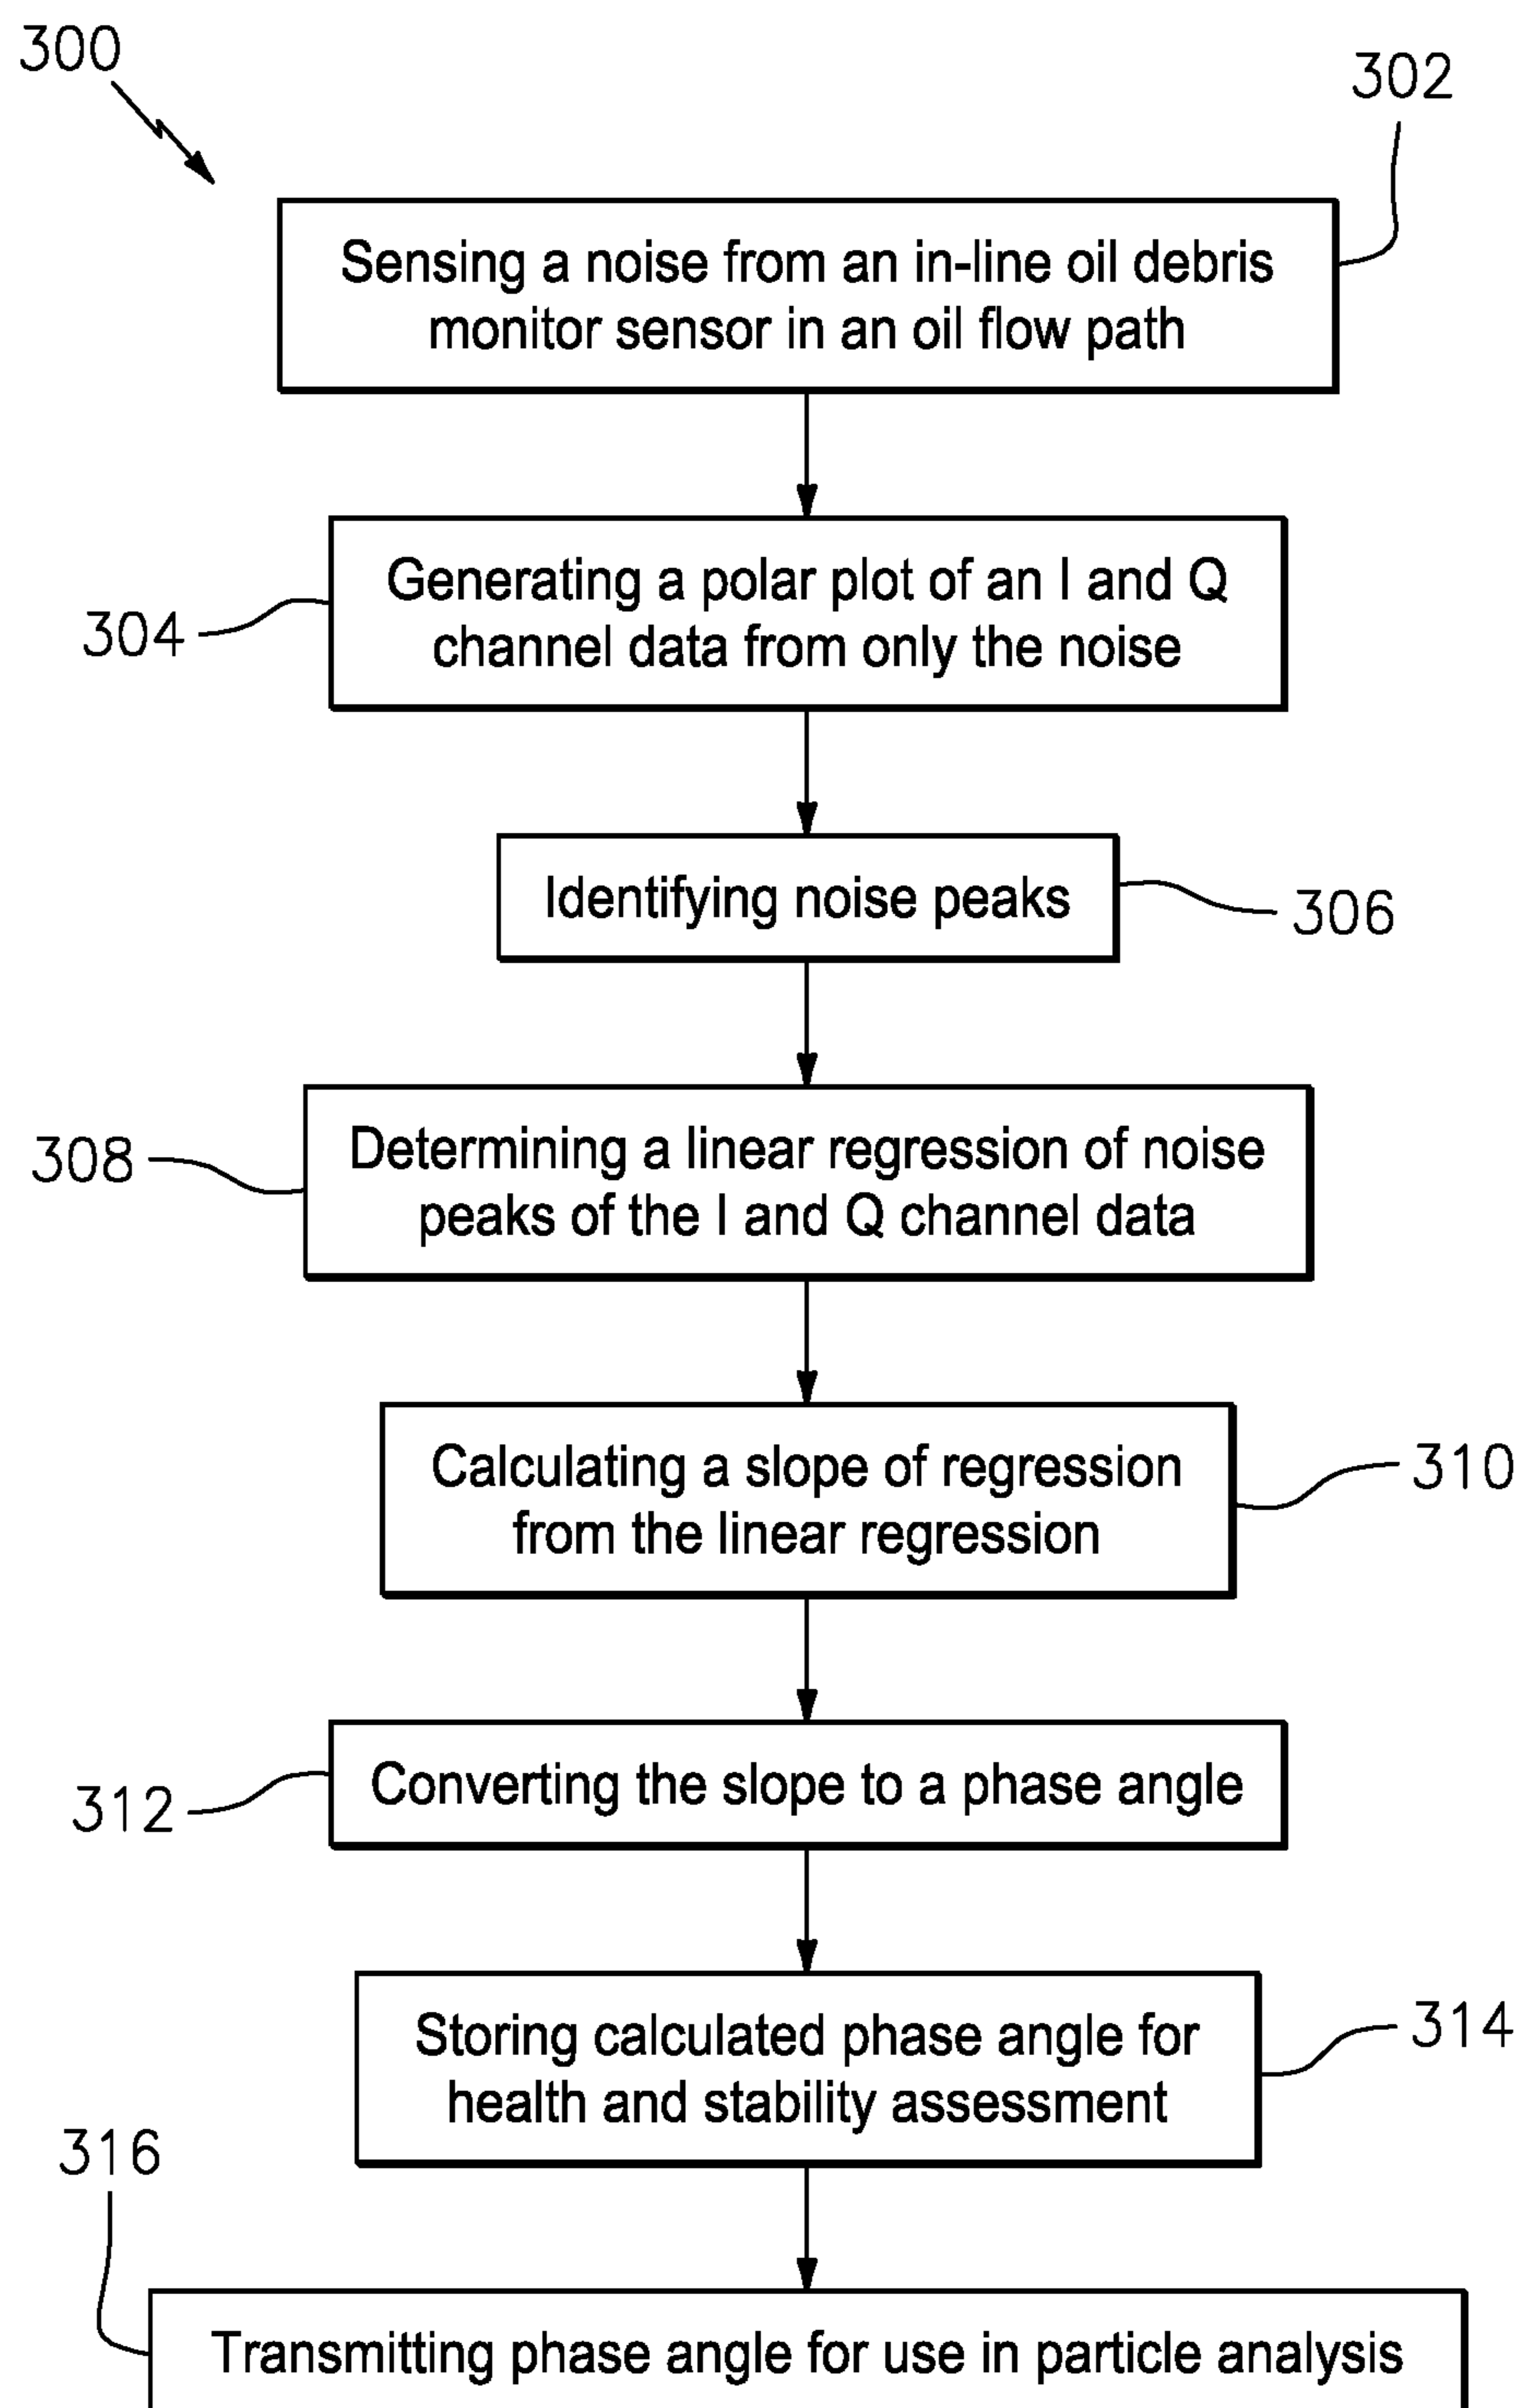 300
302
Sensing a noise from an in-line oil debris
monitor sensor in an oil flow path
304
Generating a polar plot of an I and Q
channel data from only the noise
Identifying noise peaks
306
308
Determining a linear regression of noise
peaks of the I and Q channel data
310
Calculating a slope of regression
from the linear regression
312
Converting the slope to a phase angle
314
Storing calculated phase angle for
health and stability assessment
316
Transmitting phase angle for use in particle analysis